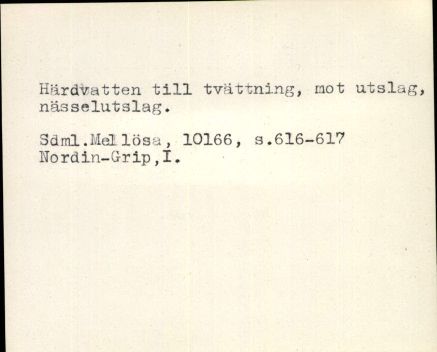 Härdvatten till tvättning, mot utslag,
nässelutslag.
Sdml.Mellösa, 10166, s.616-617
Nordin-Grip,I.